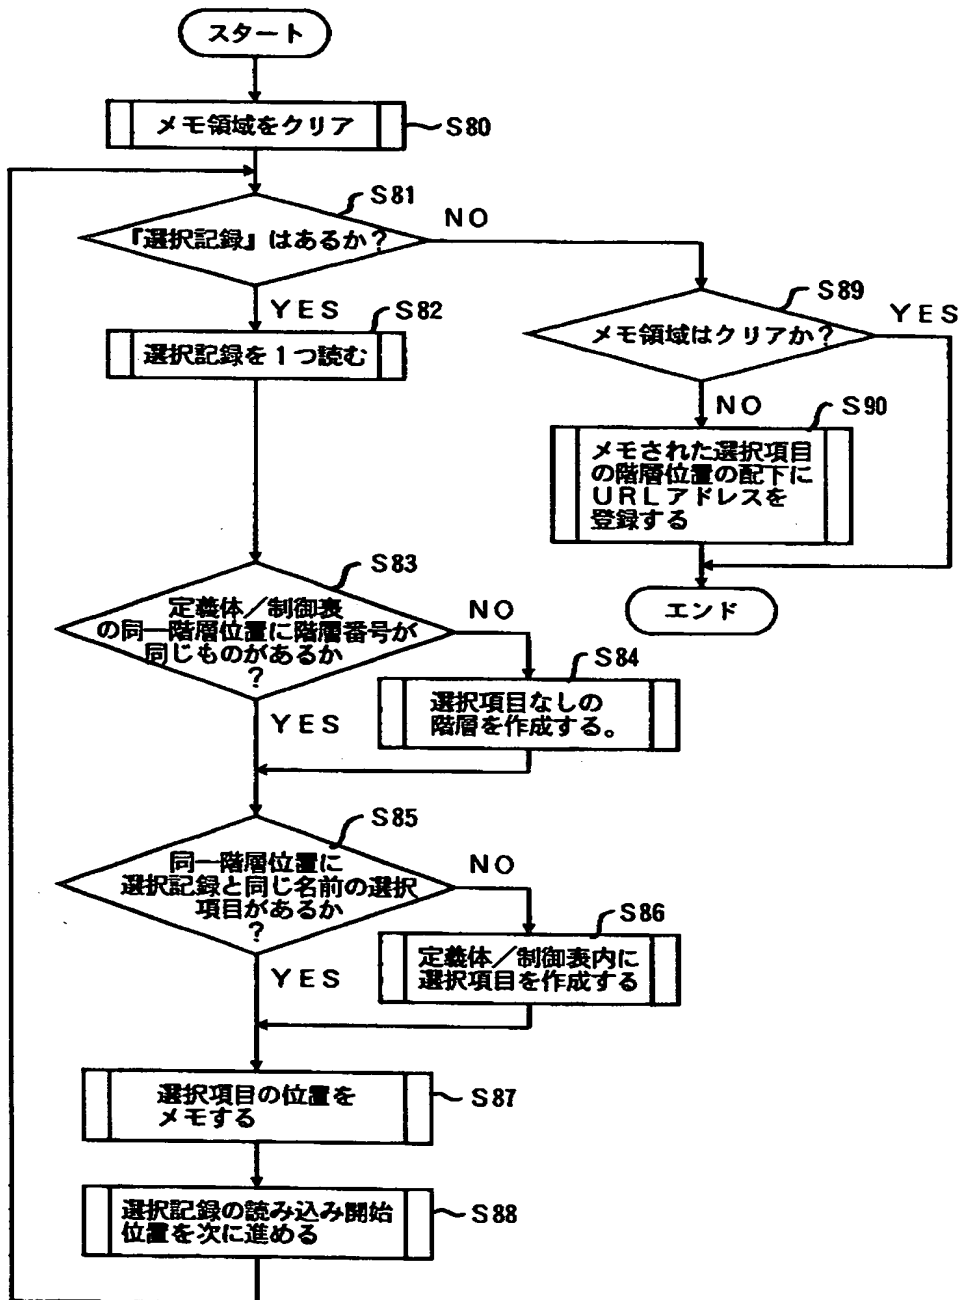 スタート
メモ領域をクリア
S80
S81
『選択記録』はあるか?
NO
YES
S82
選択記録を1つ読む
S89
メモ領域はクリアか?
YES
NO
S90
メモされた選択項目
の階層位置の配下に
URLアドレスを
登録する
エンド
S83
定義体/制御表
の同一階層位置に階層番号が
同じものがあるか
?
NO
YES
S84
選択項目なしの
階層を作成する。
S85
同一階層位置に
選択記録と同じ名前の選択
項目があるか
?
NO
YES
S86
定義体/制御表内に
選択項目を作成する
選択項目の位置を
メモする
S87
選択記録の読み込み開始
位置を次に進める
S88